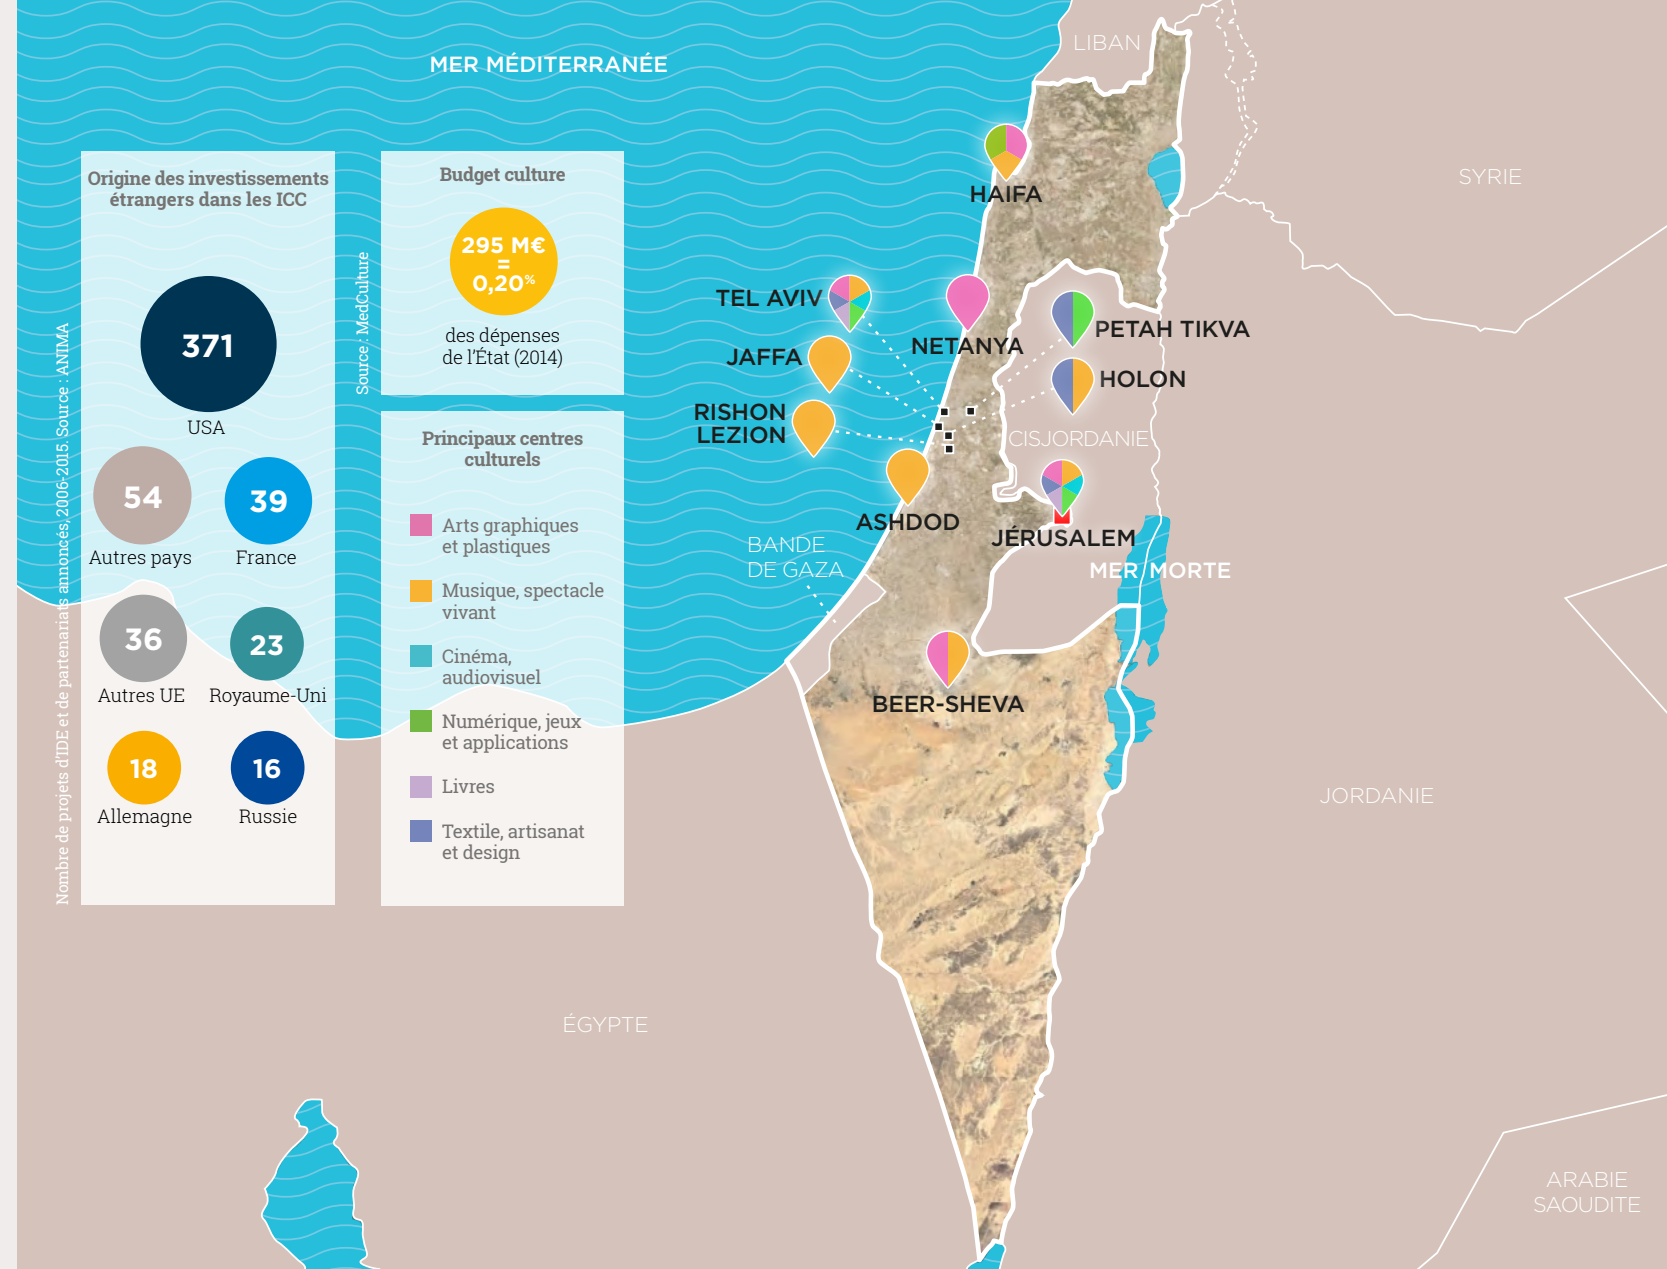 MER MÉDITERRANÉE
LIBAN
SYRIE
Origine des investissements
étrangers dans les ICC
371
USA
54
Autres pays
39
France
36
Autres UE
23
Royaume-Uni
18
Allemagne
16
Russie
Nombre de projets d'IDE et de partenariats annoncés, 2006-2015. Source : ANIMA
Budget culture
295 M€
=
0,20%
des dépenses
de l'État (2014)
Source : MedCulture
Principaux centres
culturels
Arts graphiques
et plastiques
Musique, spectacle
vivant
Cinéma,
audiovisuel
Numérique, jeux
et applications
Livres
Textile, artisanat
et design
HAIFA
TEL AVIV
NETANYA
PETAH TIKVA
JAFFA
HOLON
RISHON
LEZION
CISJORDANIE
ASHDOD
JÉRUSALEM
BANDE
DE GAZA
MER MORTE
BEER-SHEVA
JORDANIE
ÉGYPTE
ARABIE
SAOUDITE